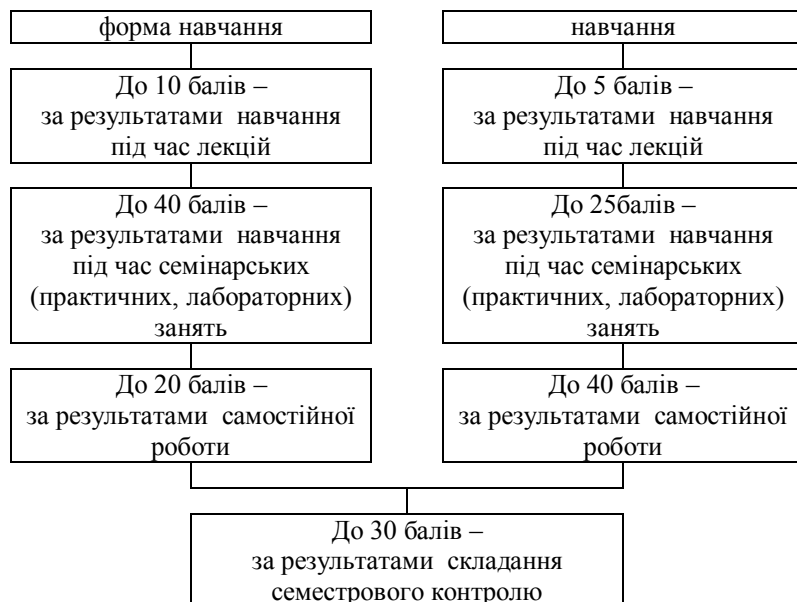 форма навчання
навчання
До 10 балів –
за результатами навчання
під час лекцій
До 5 балів –
за результатами навчання
під час лекцій
До 40 балів –
за результатами навчання
під час семінарських
(практичних, лабораторних)
занять
До 25балів –
за результатами навчання
під час семінарських
(практичних, лабораторних)
занять
До 20 балів –
за результатами самостійної
роботи
До 40 балів –
за результатами самостійної
роботи
До 30 балів –
за результатами складання
семестрового контролю